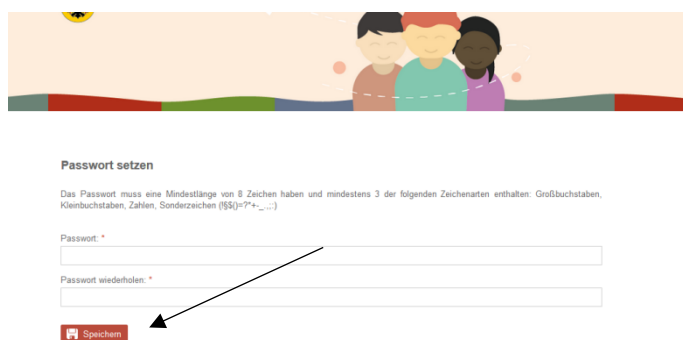 Passwort setzen
Das Passwort muss eine Mindestlänge von 8 Zeichen haben und mindestens 3 der folgenden Zeichenarten enthalten: Großbuchstaben,
Kleinbuchstaben, Zahlen, Sonderzeichen (!§$()=?*+-_.,;:)
Passwort: *
Passwort wiederholen: *
Speichern